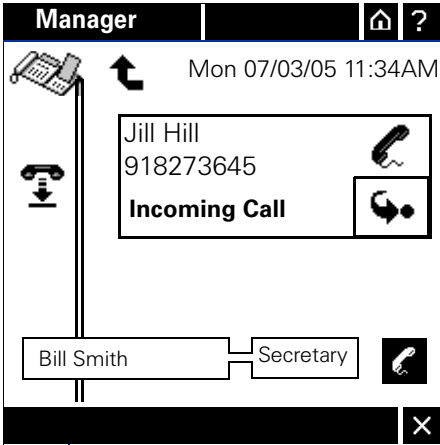 Manager
?
Mon 07/03/05 11:34AM
Jill Hill
918273645
Incoming Call
Bill Smith
Secretary